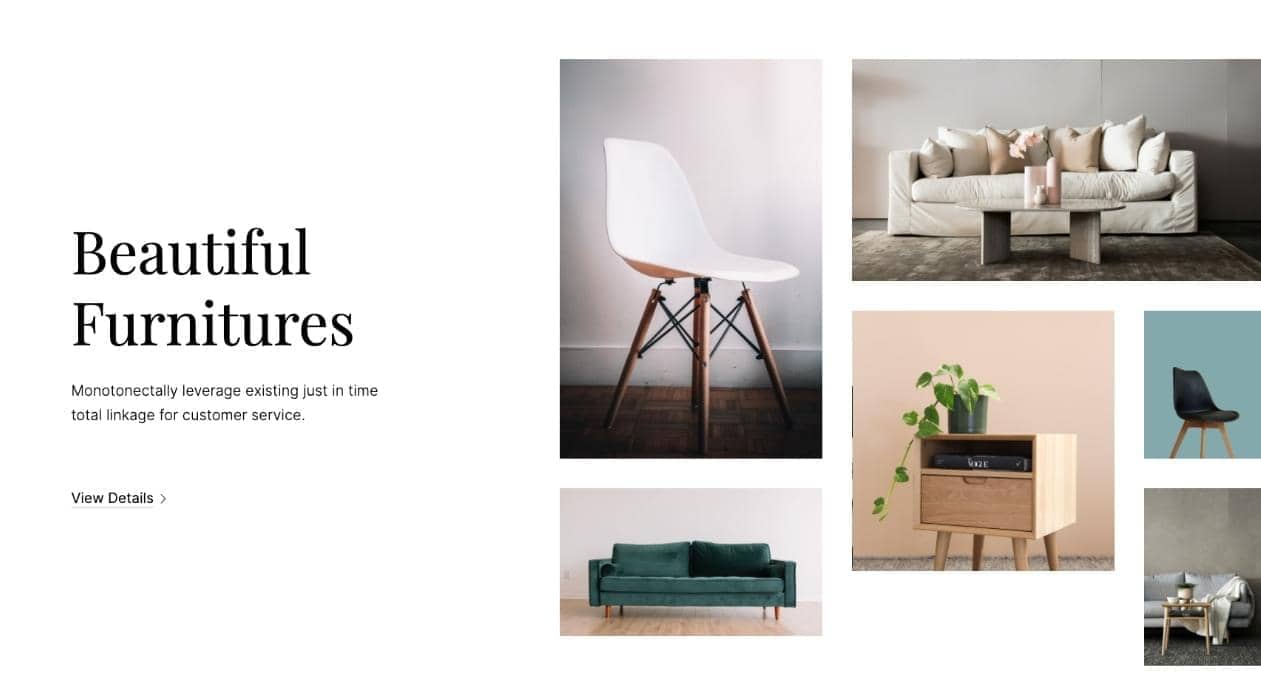 Beautiful
Furnitures
Monotonectally leverage existing just in time
total linkage for customer service.
View Details
VOGUE